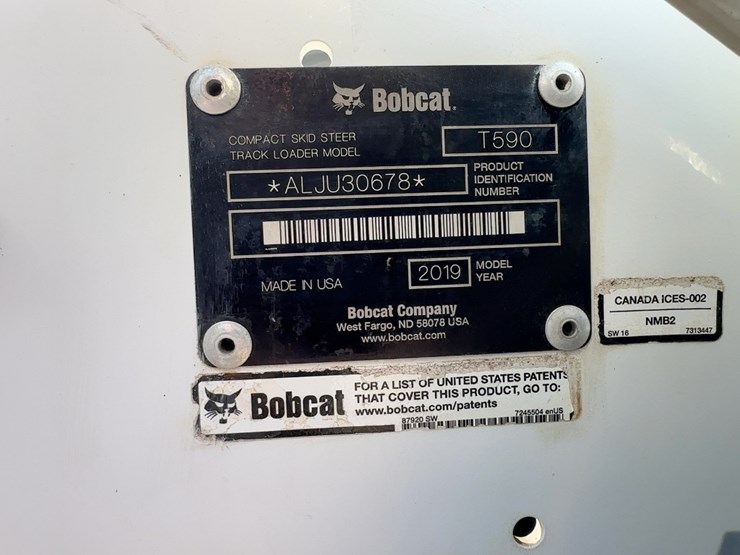 Bobcat.
COMPACT SKID STEER
TRACK LOADER MODEL
T590
*ALJU30678*
PRODUCT
IDENTIFICATION
NUMBER
MADE IN USA
2019
MODEL
YEAR
Bobcat Company
West Fargo, ND 58078 USA
www.bobcat.com
CANADA ICES-002
NMB2
SW 16
7313447
Bobcat
FOR A LIST OF UNITED STATES PATENTS
THAT COVER THIS PRODUCT, GO TO:
www.bobcat.com/patents
87920 SW
7245504 enUS